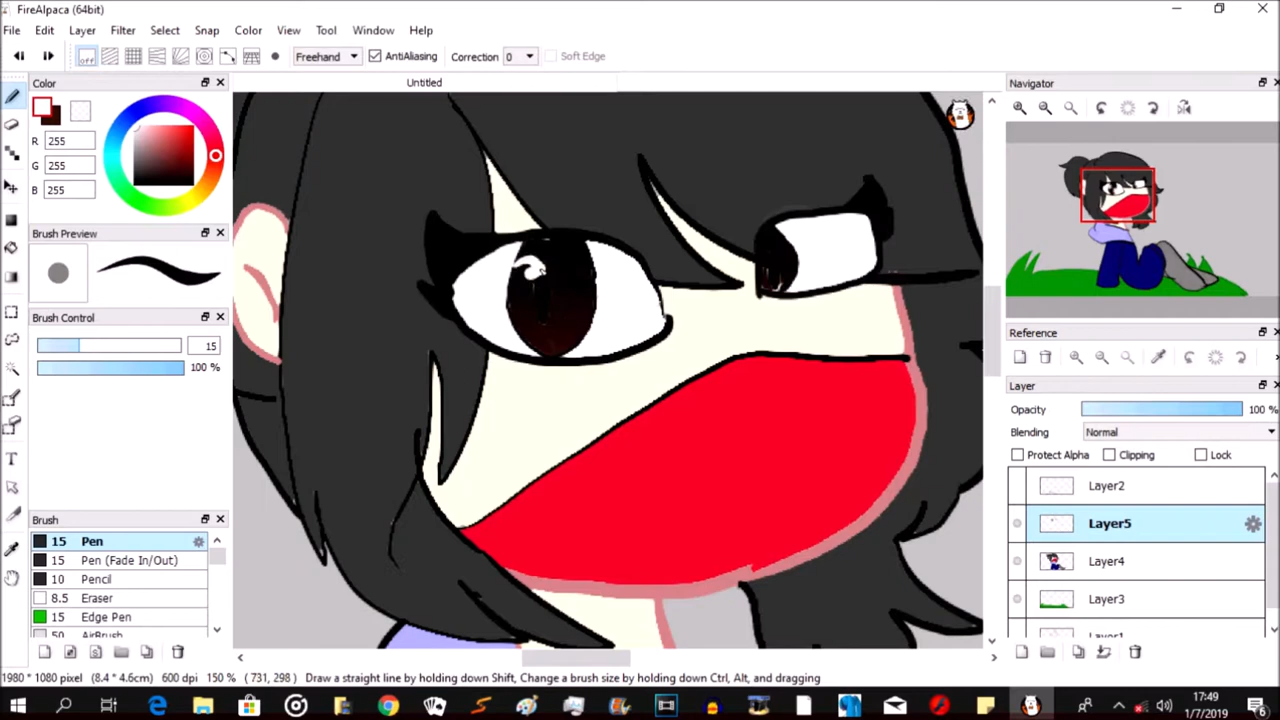 FireAlpaca (64bit)
File Edit Layer Filter Select Snap Color View Tool Window Help
off Freehand AntiAliasing Correction 0 Soft Edge
Color
R 255
G 255
B 255
Brush Preview
Brush Control
15
100 %
Brush
15 Pen
15 Pen (Fade In/Out)
10 Pencil
8.5 Eraser
15 Edge Pen
50 AirBrush
Untitled
Navigator
Reference
Layer
Opacity 100 %
Blending Normal
Protect Alpha Clipping Lock
Layer2
Layer5
Layer4
Layer3
Layer1
1980 * 1080 pixel (8.4 * 4.6cm) 600 dpi 150 % ( 731, 298 ) Draw a straight line by holding down Shift, Change a brush size by holding down Ctrl, Alt, and dragging
17:49
1/7/2019
6